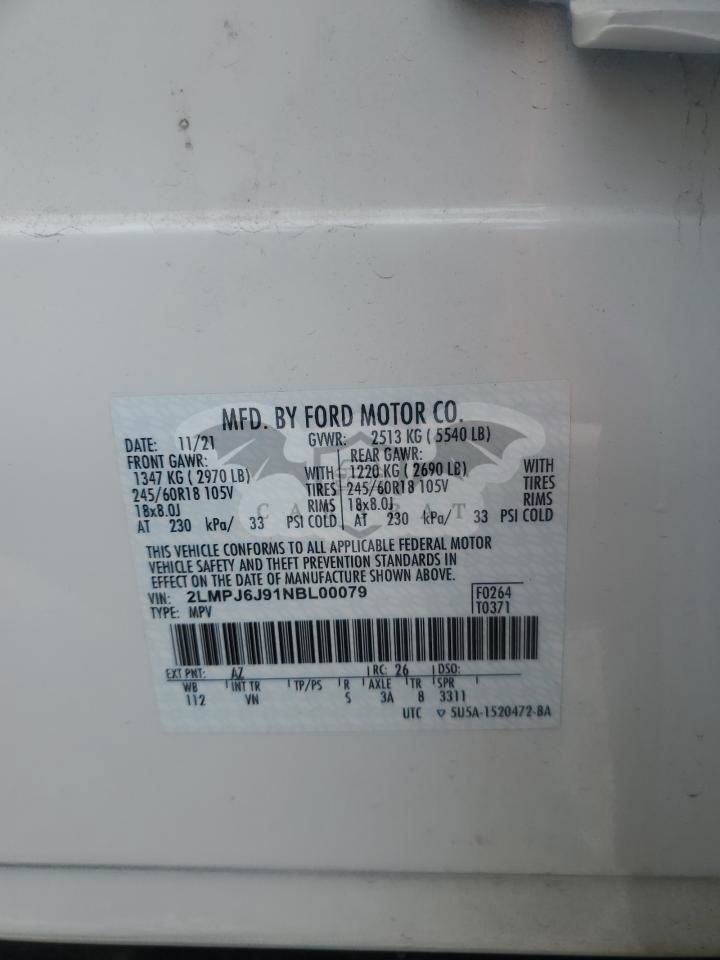 MFD. BY FORD MOTOR CO.
DATE: 11/21 GVWR: 2513 KG ( 5540 LB)
FRONT GAWR: REAR GAWR:
1347 KG ( 2970 LB) WITH 1220 KG ( 2690 LB) WITH
245/60R18 105V TIRES 245/60R18 105V TIRES
18x8.0J RIMS 18x8.0J RIMS
AT 230 kPa/ 33 PSI COLD AT 230 kPa/ 33 PSI COLD
THIS VEHICLE CONFORMS TO ALL APPLICABLE FEDERAL MOTOR
VEHICLE SAFETY AND THEFT PREVENTION STANDARDS IN
EFFECT ON THE DATE OF MANUFACTURE SHOWN ABOVE.
VIN: 2LMPJ6J91NBL00079 F0264
TYPE: MPV T0371
EXT PNT: AZ RC: 26 DSO:
WB INT TR TP/PS R AXLE TR SPR
112 VN S 3A 8 3311
UTC ▽ SU5A-1520472-BA